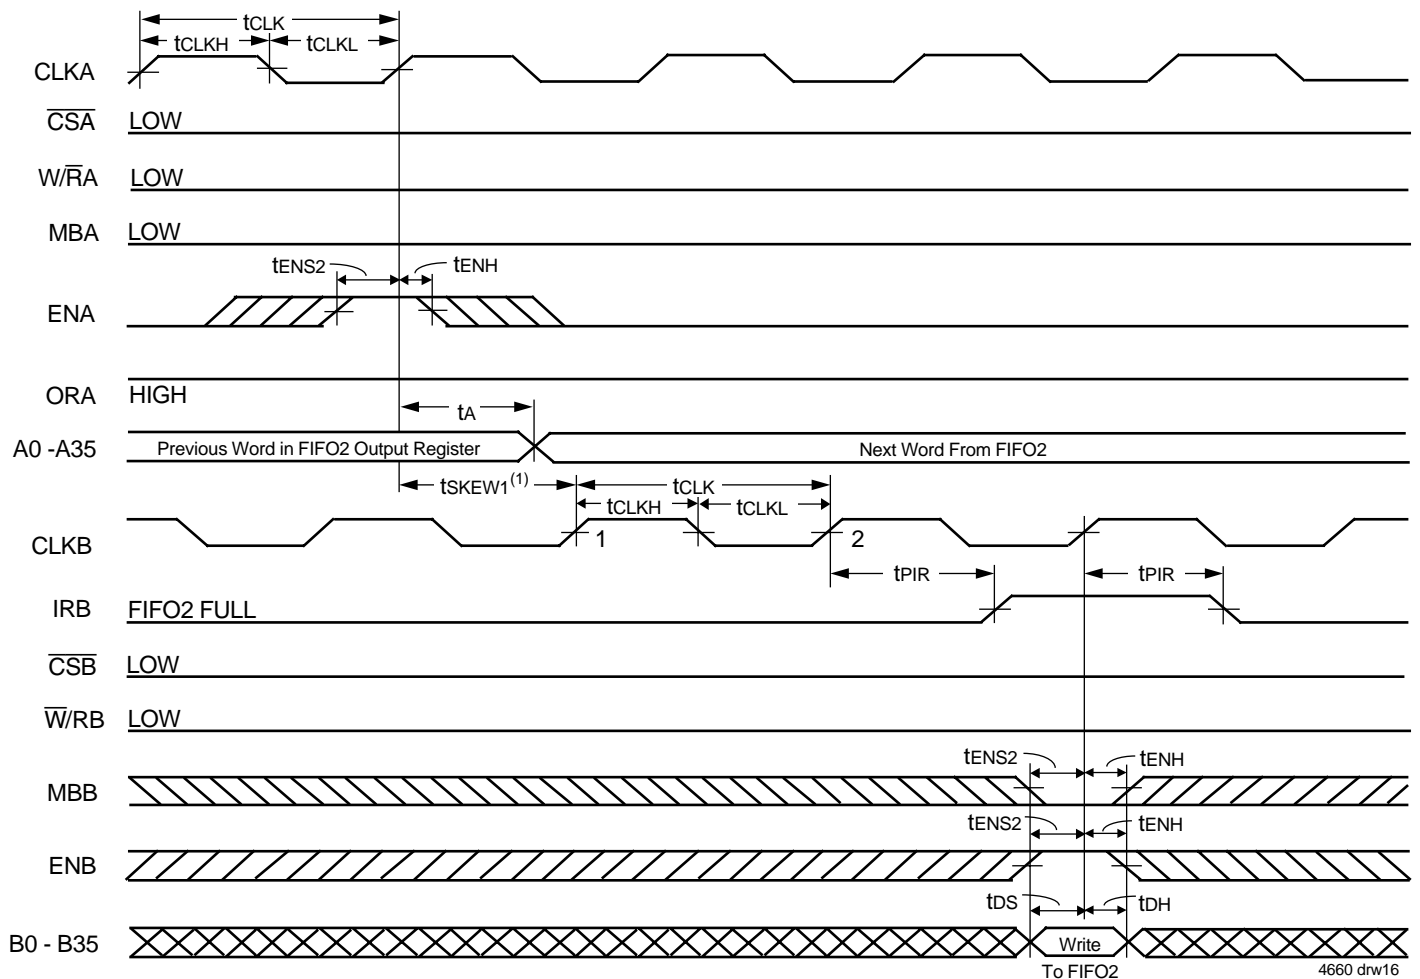 tCLK
tCLKH
tCLKL
CLKA
CSA
LOW
W/RA
LOW
MBA
LOW
tENS2
tENH
ENA
ORA
HIGH
tA
A0 -A35
Previous Word in FIFO2 Output Register
Next Word From FIFO2
tSKEW1(1)
tCLK
tCLKH
tCLKL
CLKB
1
2
tPIR
tPIR
IRB
FIFO2 FULL
CSB
LOW
W/RB
LOW
tENS2
tENH
MBB
tENS2
tENH
ENB
tDS
tDH
B0 - B35
Write
To FIFO2
4660 drw16